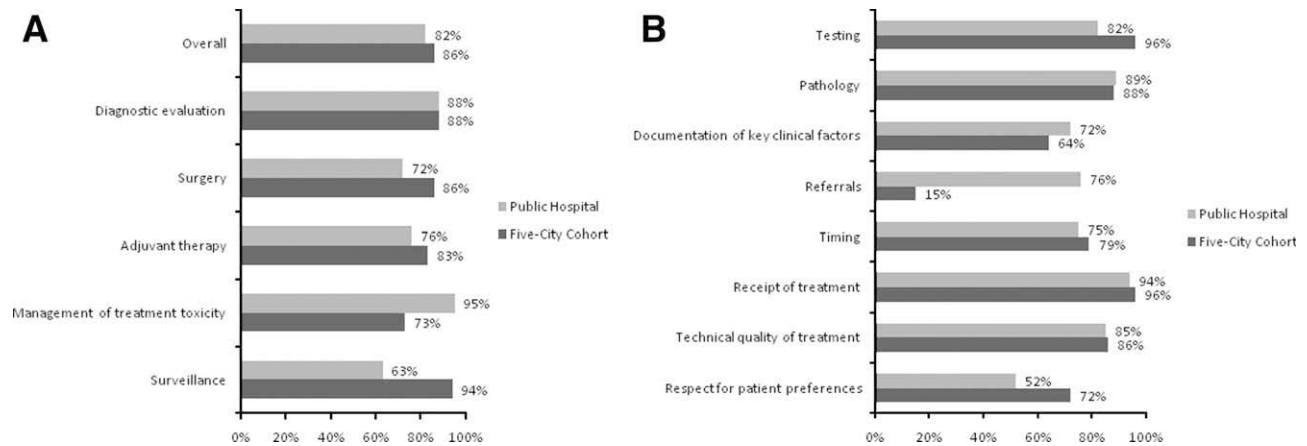 A
Overall
82%
86%
Diagnostic evaluation
88%
88%
Surgery
72%
86%
Adjuvant therapy
76%
83%
Management of treatment toxicity
95%
73%
Surveillance
63%
94%
0% 20% 40% 60% 80% 100%
Public Hospital
Five-City Cohort
B
Testing
82%
96%
Pathology
89%
88%
Documentation of key clinical factors
72%
64%
Referrals
76%
15%
Timing
75%
79%
Receipt of treatment
94%
96%
Technical quality of treatment
85%
86%
Respect for patient preferences
52%
72%
0% 20% 40% 60% 80% 100%
Public Hospital
Five-City Cohort